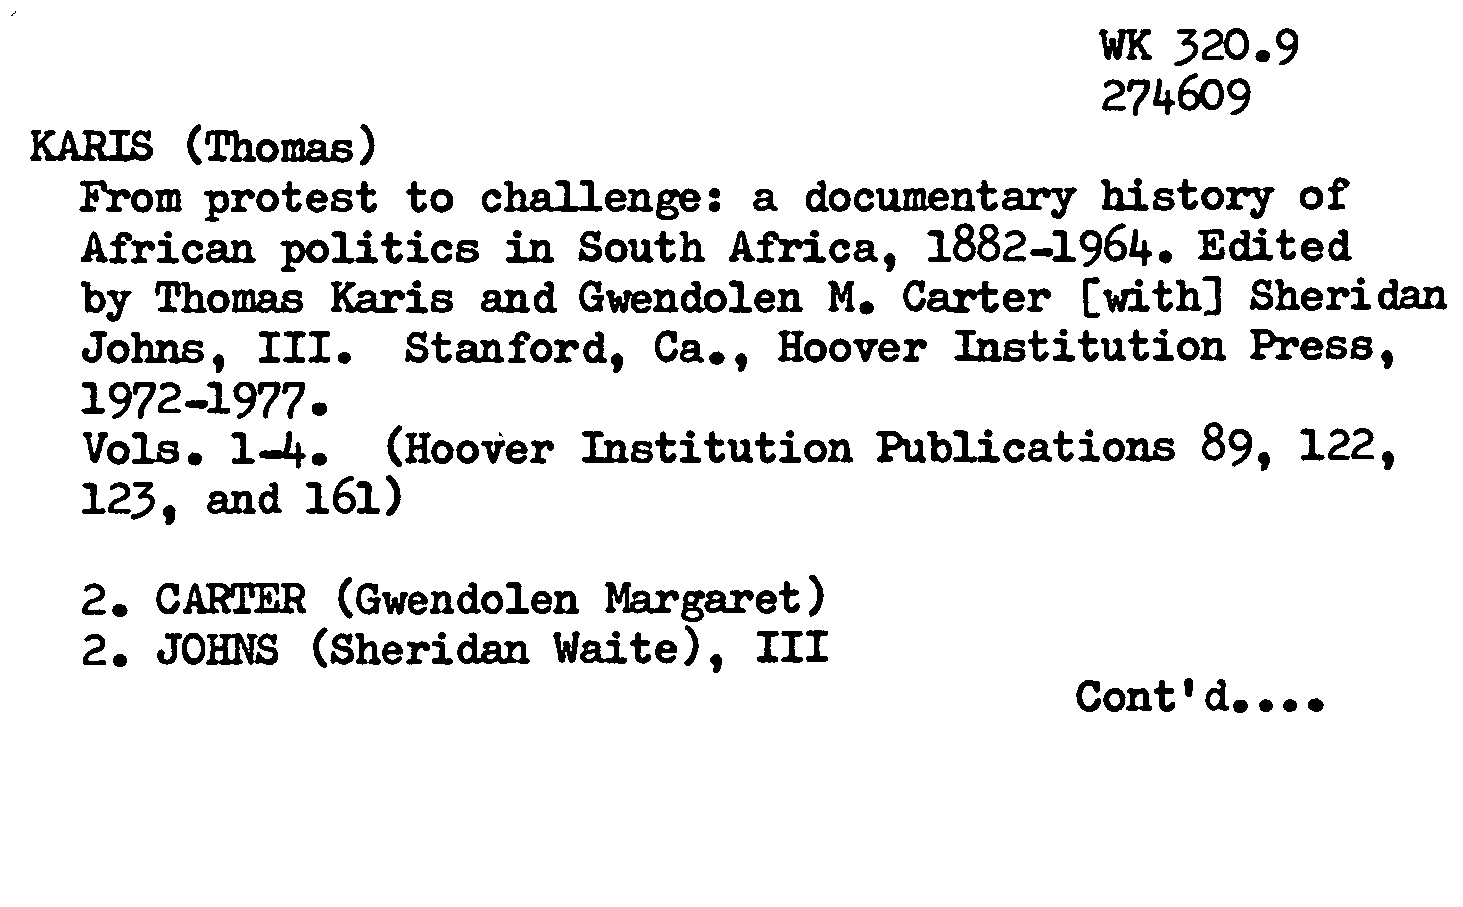 WK 320.9
274609
KARIS (Thomas)
From protest to challenge: a documentary history of
African politics in South Africa, 1882-1964. Edited
by Thomas Karis and Gwendolen M. Carter [with] Sheridan
Johns, III. Stanford, Ca., Hoover Institution Press,
1972-1977.
Vols. 1-4. (Hoover Institution Publications 89, 122,
123, and 161)
2. CARTER (Gwendolen Margaret)
2. JOHNS (Sheridan Waite), III
Cont'd....